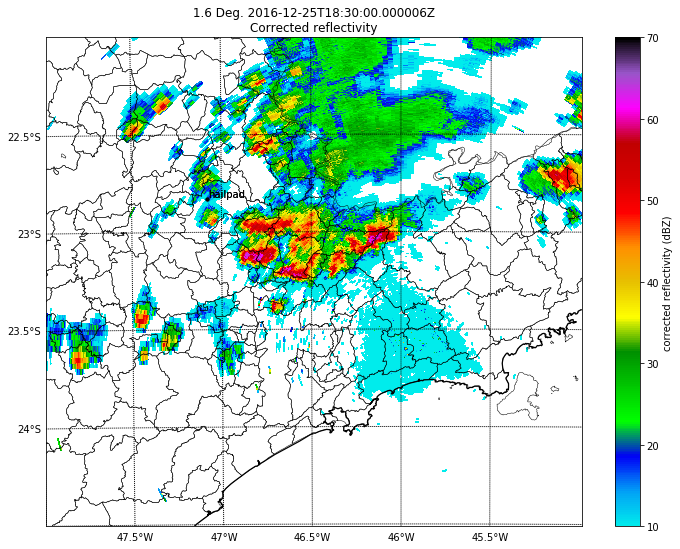 1.6 Deg. 2016-12-25T18:30:00.000006Z
Corrected reflectivity
70
60
50
40
30
20
10
corrected reflectivity (dBZ)
22.5°S
23°S
23.5°S
24°S
hailpad
47.5°W
47°W
46.5°W
46°W
45.5°W